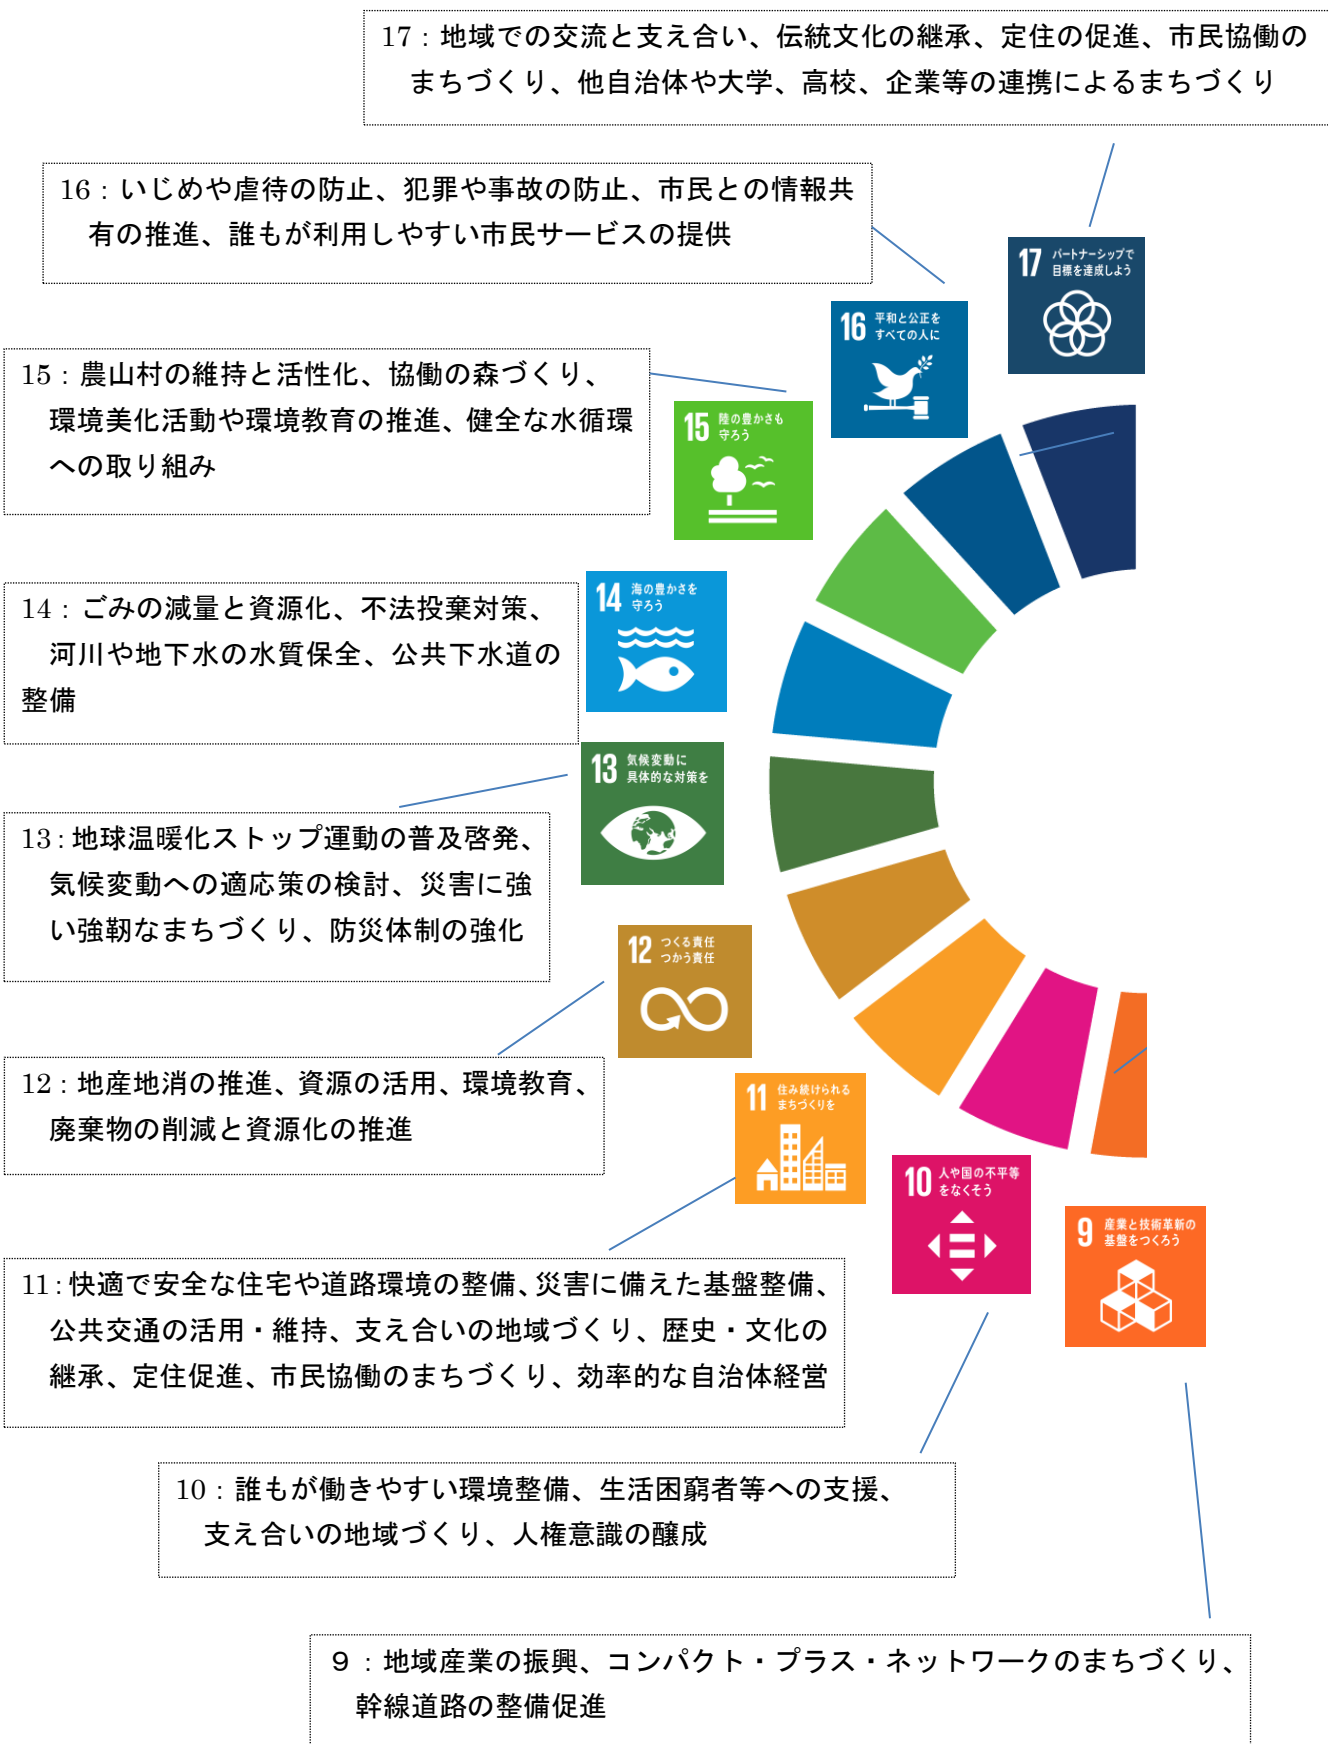 17：地域での交流と支え合い、伝統文化の継承、定住の促進、市民協働の
まちづくり、他自治体や大学、高校、企業等の連携によるまちづくり
16：いじめや虐待の防止、犯罪や事故の防止、市民との情報共
有の推進、誰もが利用しやすい市民サービスの提供
17 パートナーシップで
目標を達成しよう
16 平和と公正を
すべての人に
15：農山村の維持と活性化、協働の森づくり、
環境美化活動や環境教育の推進、健全な水循環
への取り組み
15 陸の豊かさも
守ろう
14：ごみの減量と資源化、不法投棄対策、
河川や地下水の水質保全、公共下水道の
整備
14 海の豊かさを
守ろう
13 気候変動に
具体的な対策を
13：地球温暖化ストップ運動の普及啓発、
気候変動への適応策の検討、災害に強
い強靭なまちづくり、防災体制の強化
12 つくる責任
つかう責任
12：地産地消の推進、資源の活用、環境教育、
廃棄物の削減と資源化の推進
11 住み続けられる
まちづくりを
10 人や国の不平等
をなくそう
9 産業と技術革新の
基盤をつくろう
11：快適で安全な住宅や道路環境の整備、災害に備えた基盤整備、
公共交通の活用・維持、支え合いの地域づくり、歴史・文化の
継承、定住促進、市民協働のまちづくり、効率的な自治体経営
10：誰もが働きやすい環境整備、生活困窮者等への支援、
支え合いの地域づくり、人権意識の醸成
９：地域産業の振興、コンパクト・プラス・ネットワークのまちづくり、
幹線道路の整備促進